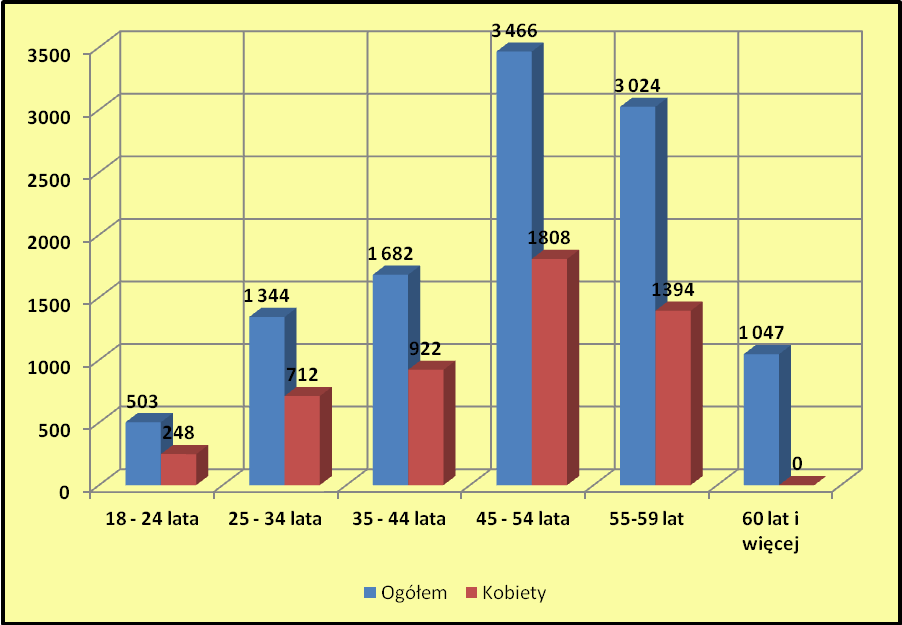 3500
3000
2500
2000
1500
1000
500
0
503
248
1 344
712
1 682
922
3 466
1808
3 024
1394
1 047
0
18 - 24 lata
25 - 34 lata
35 - 44 lata
45 - 54 lata
55-59 lat
60 lat i
więcej
Ogółem
Kobiety